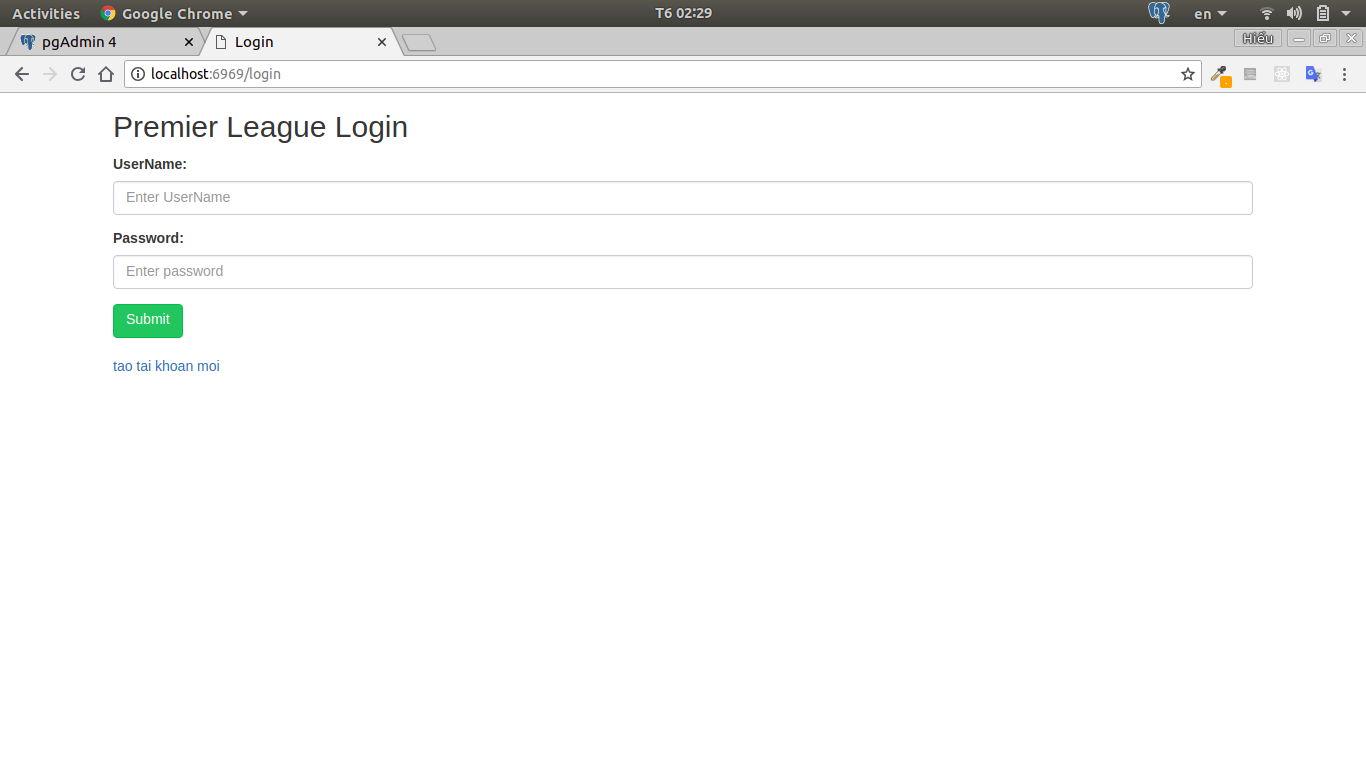 Activities Google Chrome T6 02:29 en
pgAdmin 4 Login Hiếu
localhost:6969/login
Premier League Login
UserName:
Enter UserName
Password:
Enter password
Submit
tao tai khoan moi